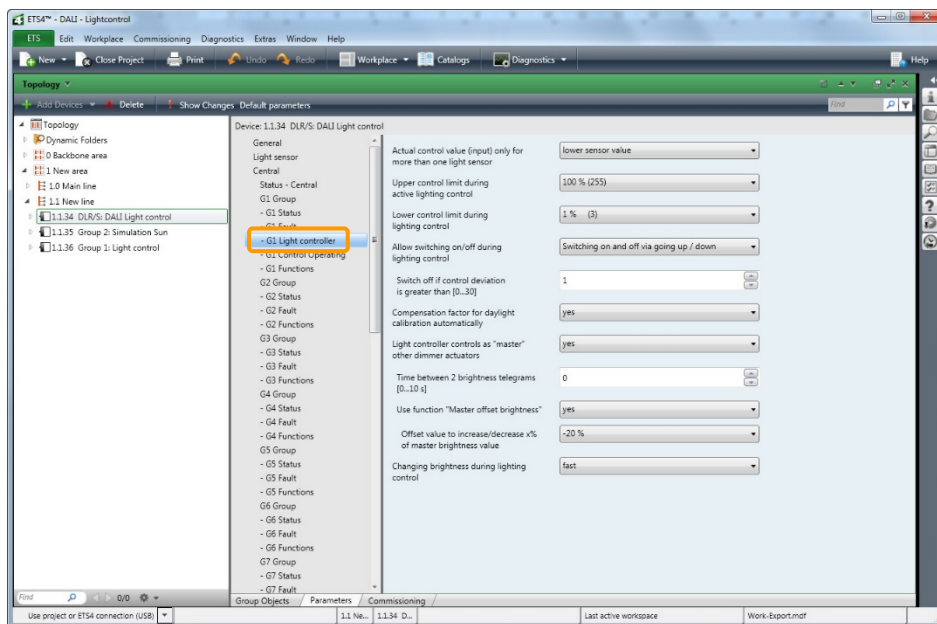 ETS4™ - DALI - Lightcontrol
ETS Edit Workplace Commissioning Diagnostics Extras Window Help
New Close Project Print Undo Redo Workplace Catalogs Diagnostics Help
Topology
Add Devices Delete Show Changes Default parameters Find
Topology
Dynamic Folders
0 Backbone area
1 New area
1.0 Main line
1.1 New line
1.1.34 DLR/S: DALI Light control
1.1.35 Group 2: Simulation Sun
1.1.36 Group 1: Light control
Device: 1.1.34 DLR/S: DALI Light control
General
Light sensor
Central
Status - Central
G1 Group
- G1 Status
- G1 Fault
- G1 Light controller
- G1 Control Operating
- G1 Functions
G2 Group
- G2 Status
- G2 Fault
- G2 Functions
G3 Group
- G3 Status
- G3 Fault
- G3 Functions
G4 Group
- G4 Status
- G4 Fault
- G4 Functions
G5 Group
- G5 Status
- G5 Fault
- G5 Functions
G6 Group
- G6 Status
- G6 Fault
- G6 Functions
G7 Group
- G7 Status
- G7 Fault
Actual control value (input) only for
more than one light sensor
lower sensor value
Upper control limit during
active lighting control
100 % (255)
Lower control limit during
lighting control
1 % (3)
Allow switching on/off during
lighting control
Switching on and off via going up / down
Switch off if control deviation
is greater than [0..30]
1
Compensation factor for daylight
calibration automatically
yes
Light controller controls as "master"
other dimmer actuators
yes
Time between 2 brightness telegrams
[0...10 s]
0
Use function "Master offset brightness"
yes
Offset value to increase/decrease x%
of master brightness value
-20 %
Changing brightness during lighting
control
fast
Find 0/0
Group Objects Parameters Commissioning
Use project or ETS4 connection (USB) 1.1 Ne... 1.1.34 D... Last active workspace Work-Export.mdf